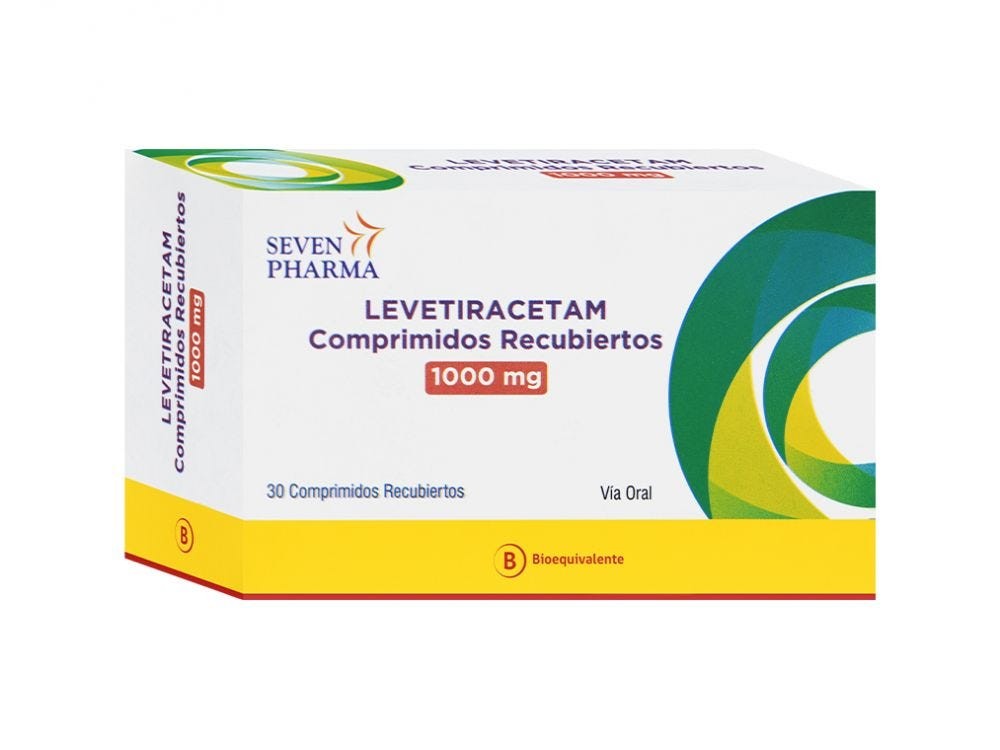 LEVETIRACETAM
Comprimidos Recubiertos
1000 mg
SEVEN
PHARMA
LEVETIRACETAM
Comprimidos Recubiertos
1000 mg
30 Comprimidos Recubiertos
Vía Oral
B Bioequivalente
LEVETIRACETAM
Comprimidos Recubiertos
1000 mg
B